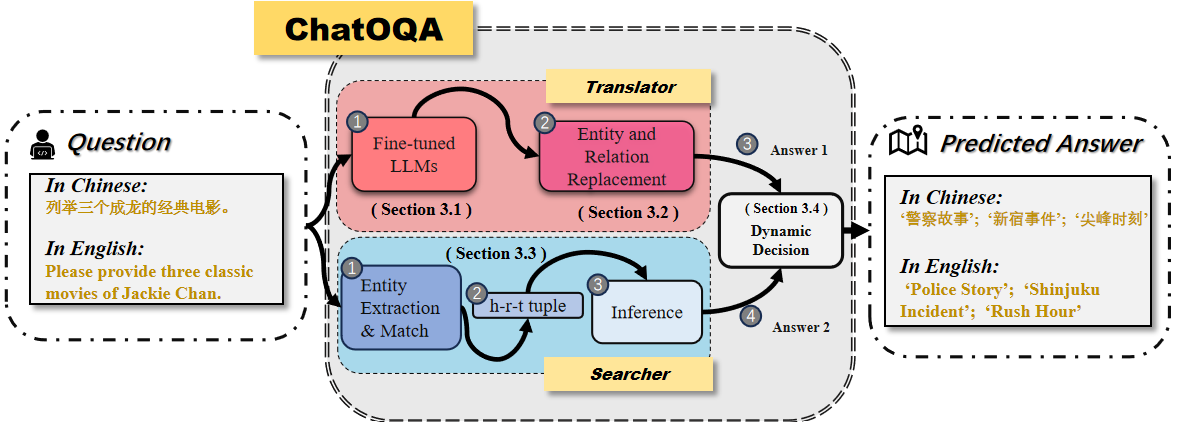 ChatOQA
Question
In Chinese:
列举三个成龙的经典电影。
In English:
Please provide three classic
movies of Jackie Chan.
Translator
1
Fine-tuned
LLMs
( Section 3.1 )
2
Entity and
Relation
Replacement
( Section 3.2 )
3
Answer 1
( Section 3.3 )
1
Entity
Extraction
& Match
2
h-r-t tuple
3
Inference
4
Answer 2
Searcher
( Section 3.4 )
Dynamic
Decision
Predicted Answer
In Chinese:
‘警察故事’；‘新宿事件’；‘尖峰时刻’
In English:
‘Police Story’；‘Shinjuku
Incident’；‘Rush Hour’